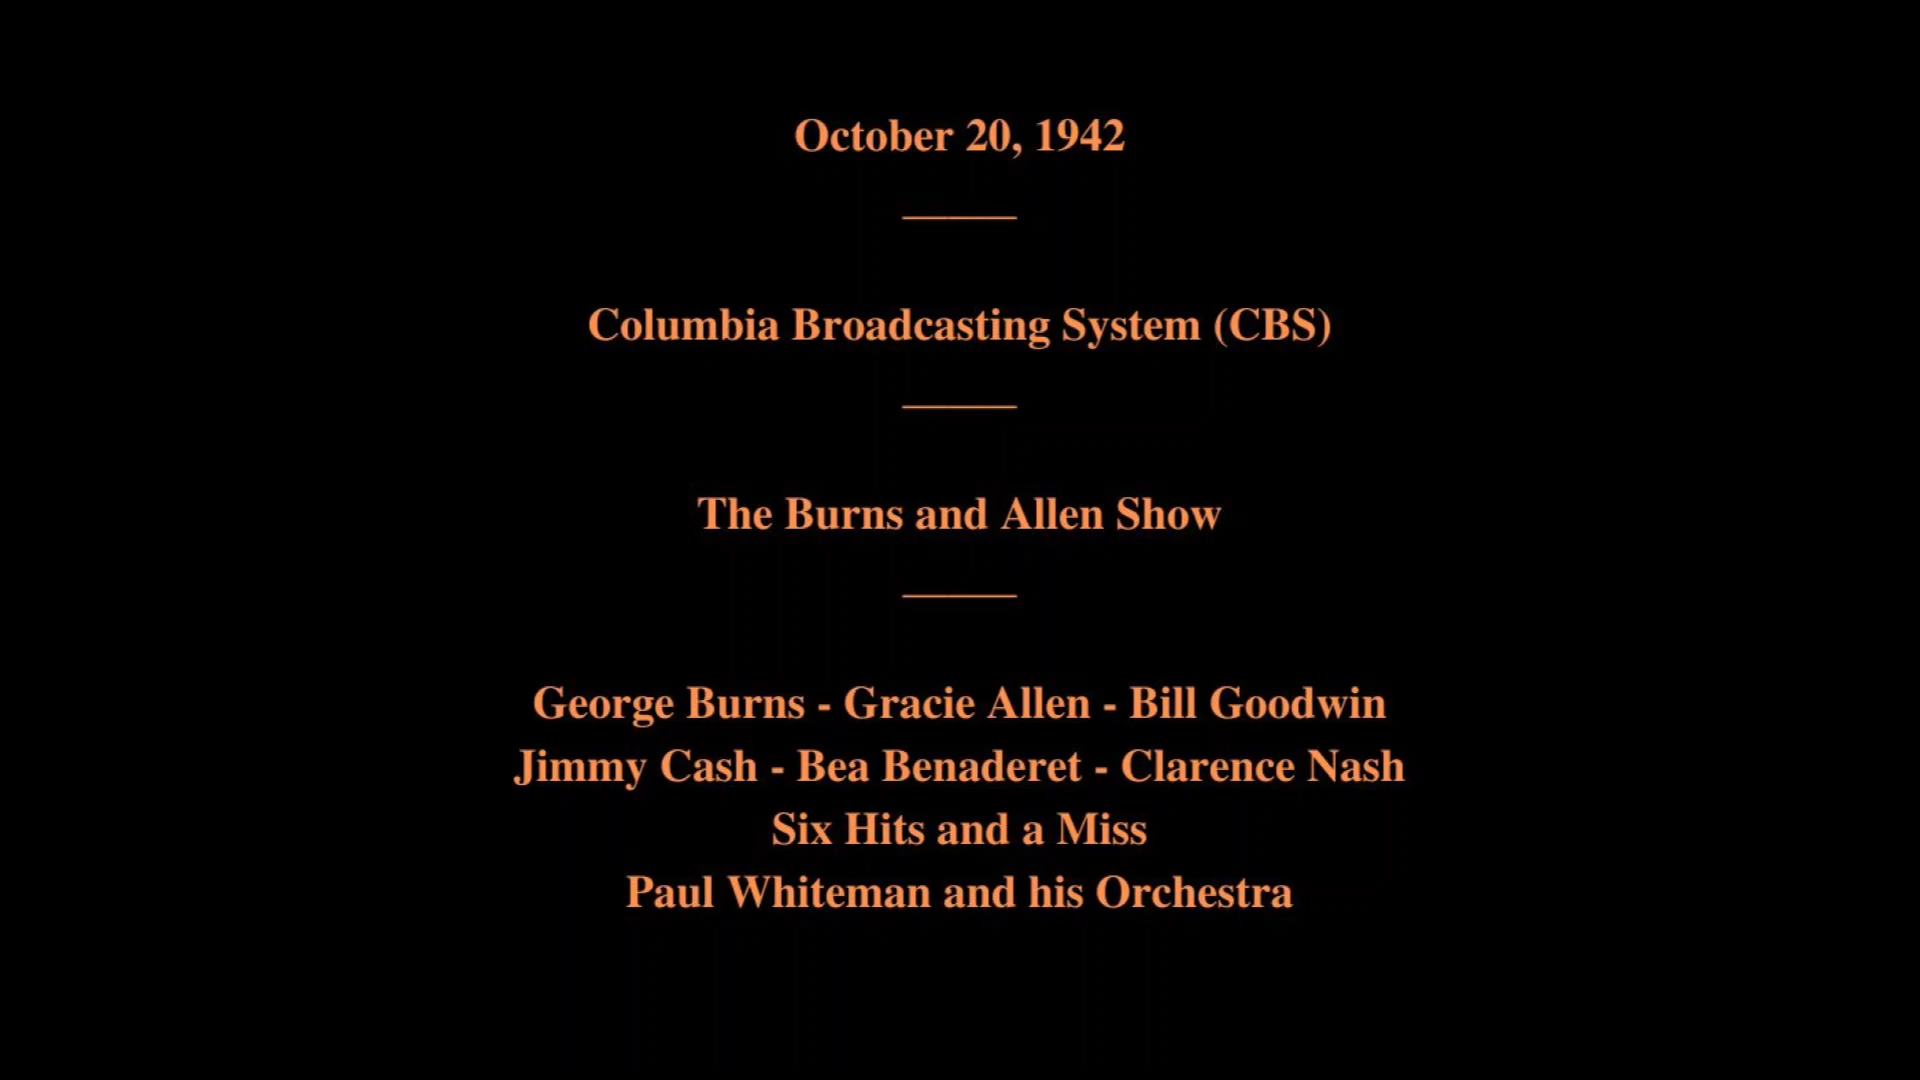 October 20, 1942
Columbia Broadcasting System (CBS)
The Burns and Allen Show
George Burns - Gracie Allen - Bill Goodwin
Jimmy Cash - Bea Benaderet - Clarence Nash
Six Hits and a Miss
Paul Whiteman and his Orchestra